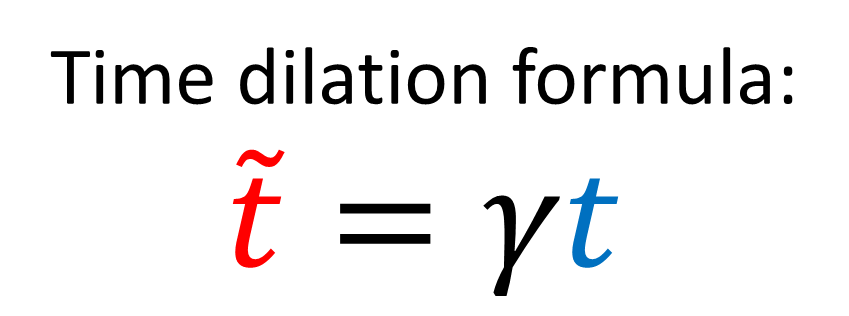 Time dilation formula:
t̃ = γt